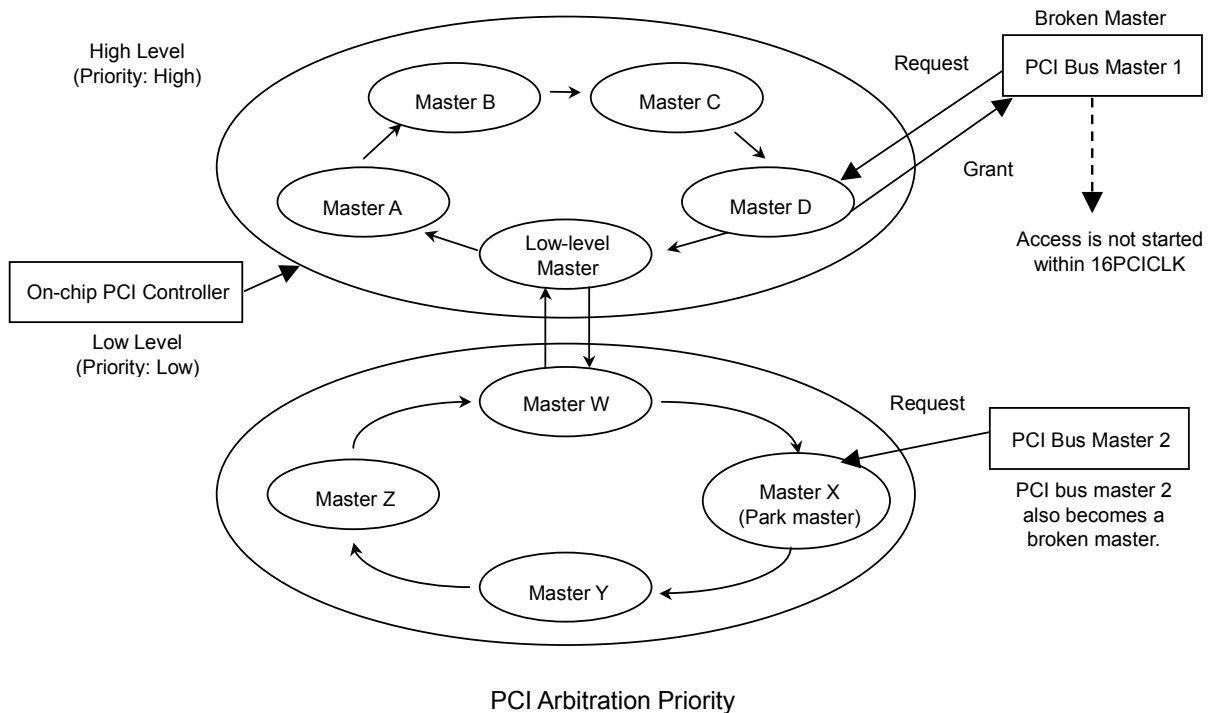 Broken Master
High Level
(Priority: High)
Request
PCI Bus Master 1
Master B
Master C
Grant
Master A
Master D
Low-level
Master
Access is not started
within 16PCICLK
On-chip PCI Controller
Low Level
(Priority: Low)
Master W
Request
PCI Bus Master 2
Master Z
Master X
(Park master)
PCI bus master 2
also becomes a
broken master.
Master Y
PCI Arbitration Priority